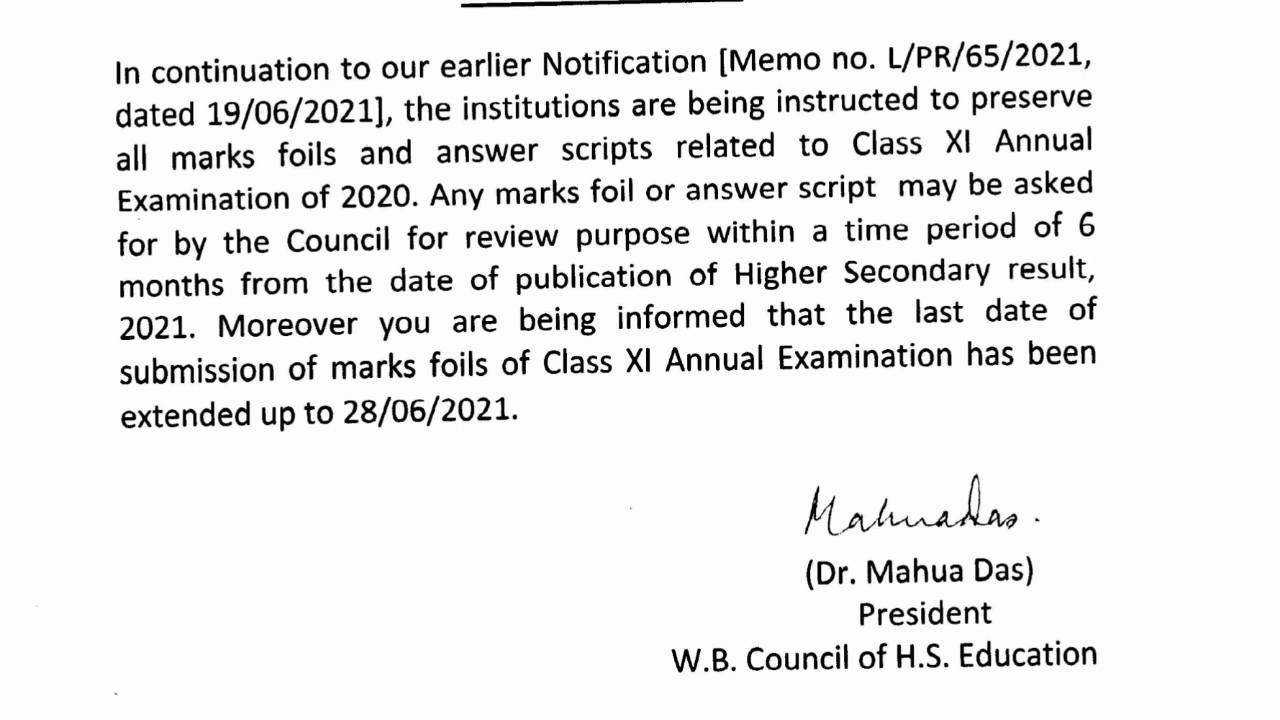 In continuation to our earlier Notification [Memo no. L/PR/65/2021,
dated 19/06/2021], the institutions are being instructed to preserve
all marks foils and answer scripts related to Class XI Annual
Examination of 2020. Any marks foil or answer script may be asked
for by the Council for review purpose within a time period of 6
months from the date of publication of Higher Secondary result,
2021. Moreover you are being informed that the last date of
submission of marks foils of Class XI Annual Examination has been
extended up to 28/06/2021.
Mahua Das.
(Dr. Mahua Das)
President
W.B. Council of H.S. Education